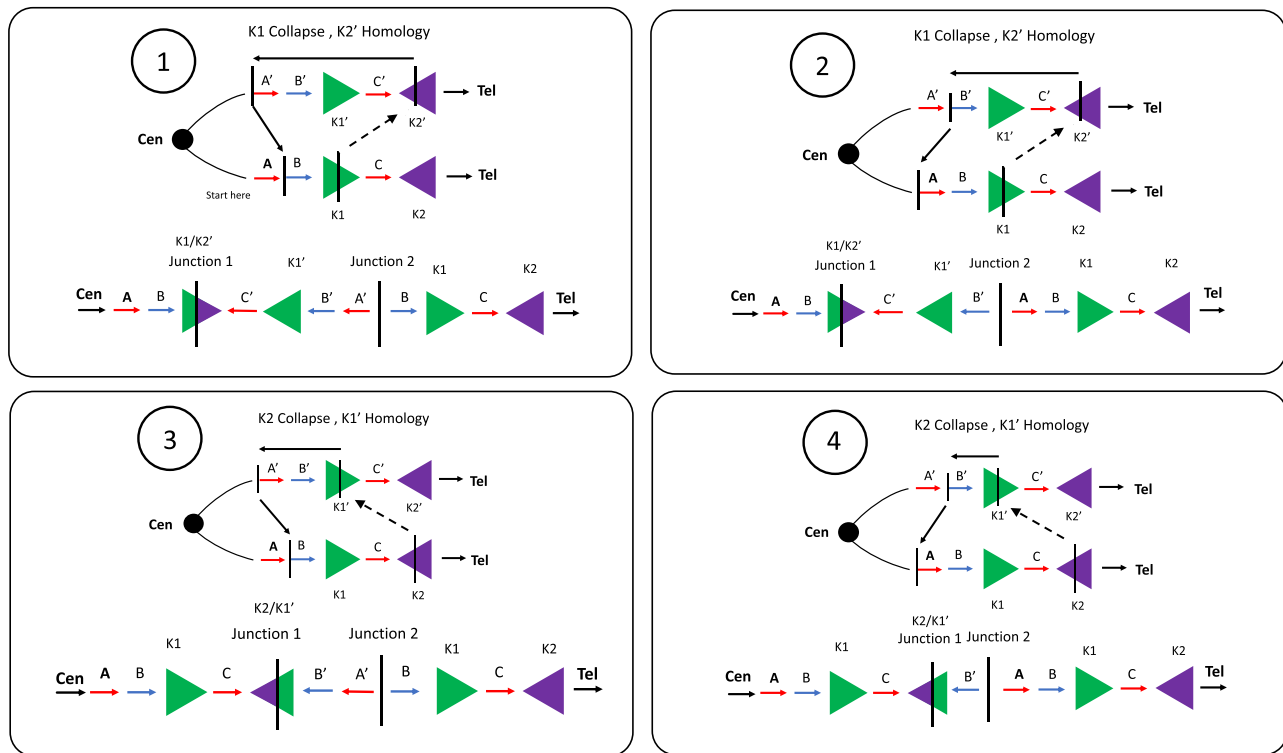 K1 Collapse , K2’ Homology
1
A’ B’ C’ Tel
K1’ K2’
Cen
A B C Tel
Start here
K1 K2
K1/K2’
Junction 1 K1’ Junction 2 K1 K2
Cen A B C’ B’ A’ B C Tel
K1 Collapse , K2’ Homology
2
A’ B’ C’ Tel
K1’ K2’
Cen
A B C Tel
K1 K2
K1/K2’
Junction 1 K1’ Junction 2 K1 K2
Cen A B C’ B’ A B C Tel
K2 Collapse , K1’ Homology
3
A’ B’ C’ Tel
K1’ K2’
Cen
A B C Tel
K1 K2
K2/K1’
K1 Junction 1 Junction 2 K1 K2
Cen A B C B’ A’ B C Tel
K2 Collapse , K1’ Homology
4
A’ B’ C’ Tel
K1’ K2’
Cen
A B C Tel
K1 K2
K2/K1’
K1 Junction 1 Junction 2 K1 K2
Cen A B C B’ A B C Tel